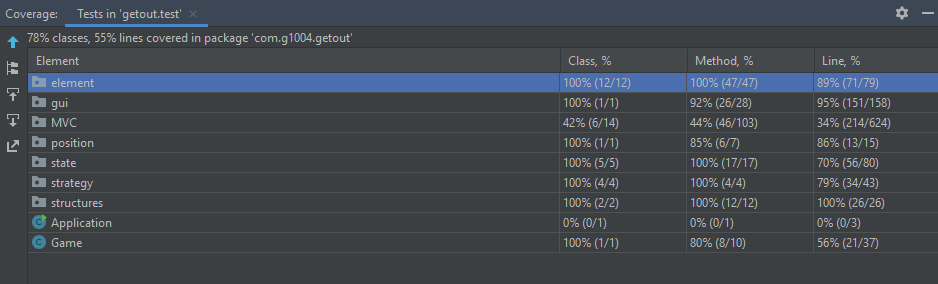 Coverage: Tests in 'getout.test' ×
78% classes, 55% lines covered in package 'com.g1004.getout'
Element Class, % Method, % Line, %
element 100% (12/12) 100% (47/47) 89% (71/79)
gui 100% (1/1) 92% (26/28) 95% (151/158)
MVC 42% (6/14) 44% (46/103) 34% (214/624)
position 100% (1/1) 85% (6/7) 86% (13/15)
state 100% (5/5) 100% (17/17) 70% (56/80)
strategy 100% (4/4) 100% (4/4) 79% (34/43)
structures 100% (2/2) 100% (12/12) 100% (26/26)
Application 0% (0/1) 0% (0/1) 0% (0/3)
Game 100% (1/1) 80% (8/10) 56% (21/37)